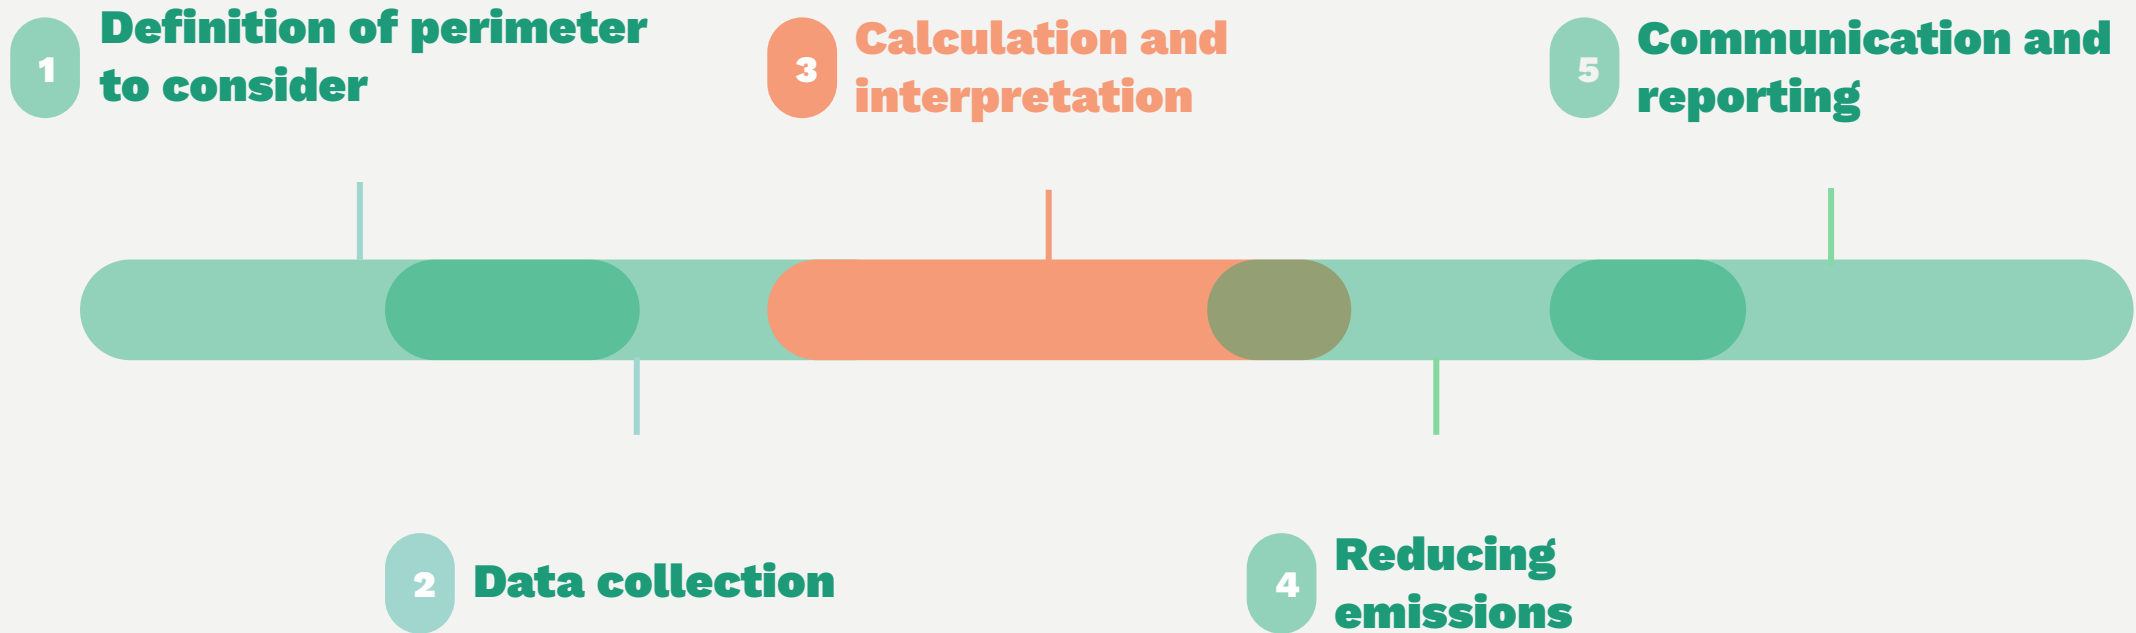 1
Definition of perimeter
to consider
2
Data collection
3
Calculation and
interpretation
4
Reducing
emissions
5
Communication and
reporting